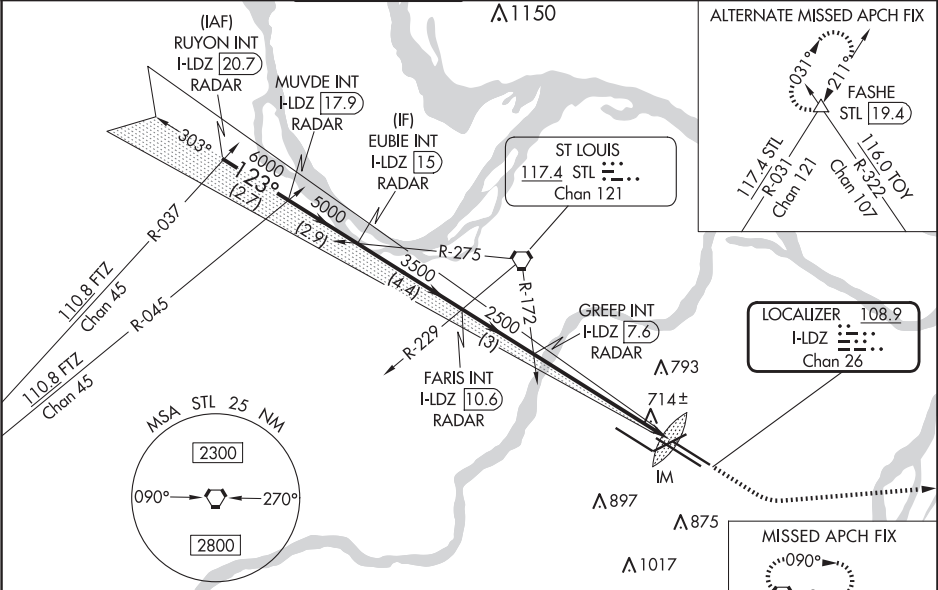 1150
ALTERNATE MISSED APCH FIX
031°
211°
FASHE
STL 19.4
117.4 STL
R-031
Chan 121
116.0 TOY
R-322
Chan 107
(IAF)
RUYON INT
I-LDZ 20.7
RADAR
MUVDE INT
I-LDZ 17.9
RADAR
(IF)
EUBIE INT
I-LDZ 15
RADAR
ST LOUIS
117.4 STL
Chan 121
303°
6000
123°
(2.7)
5000
(2.9)
R-275
3500
(4.4)
R-172
2500
(3)
R-229
110.8 FTZ
Chan 45
R-037
110.8 FTZ
Chan 45
R-045
GREEP INT
I-LDZ 7.6
RADAR
LOCALIZER 108.9
I-LDZ
Chan 26
FARIS INT
I-LDZ 10.6
RADAR
793
714±
IM
MSA STL 25 NM
2300
090°
270°
2800
897
875
1017
MISSED APCH FIX
090°